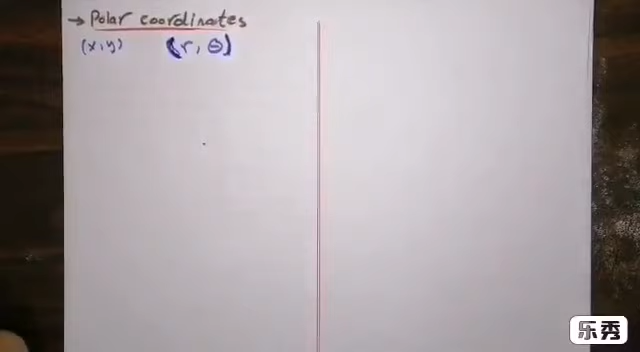 → Polar coordinates
(x,y) (r, θ)
乐秀